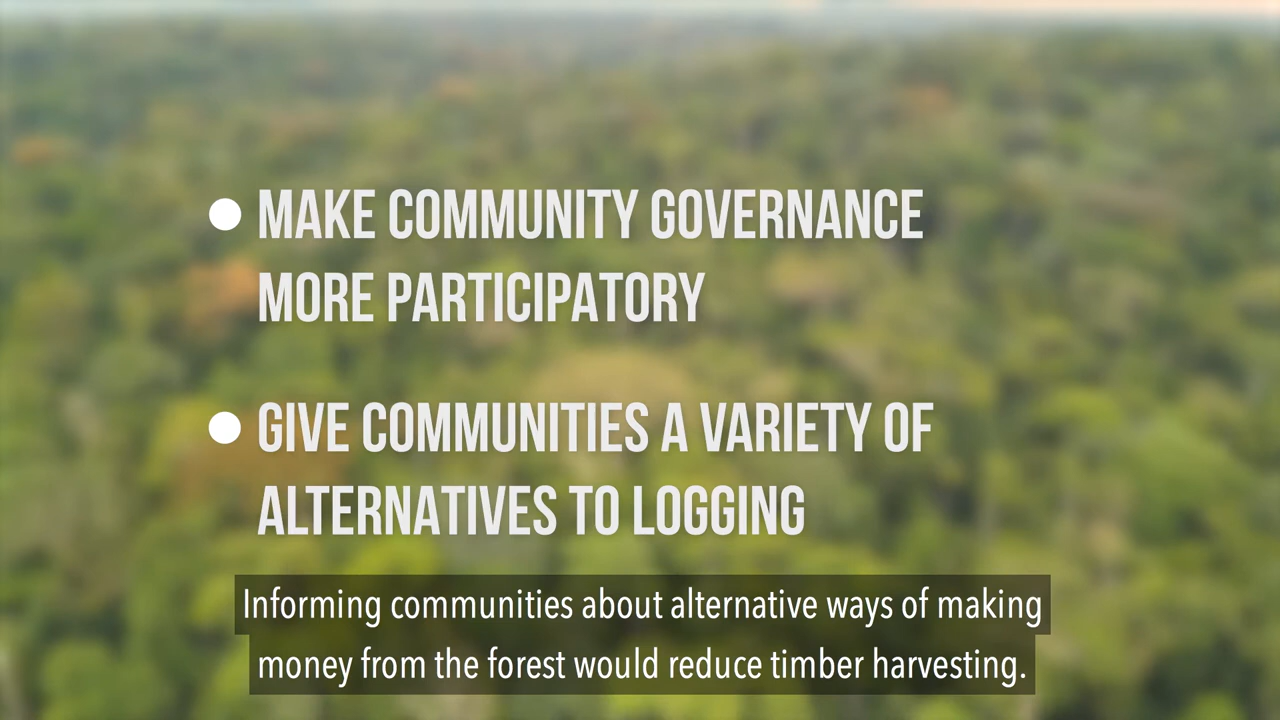 ● MAKE COMMUNITY GOVERNANCE
MORE PARTICIPATORY
● GIVE COMMUNITIES A VARIETY OF
ALTERNATIVES TO LOGGING
Informing communities about alternative ways of making
money from the forest would reduce timber harvesting.